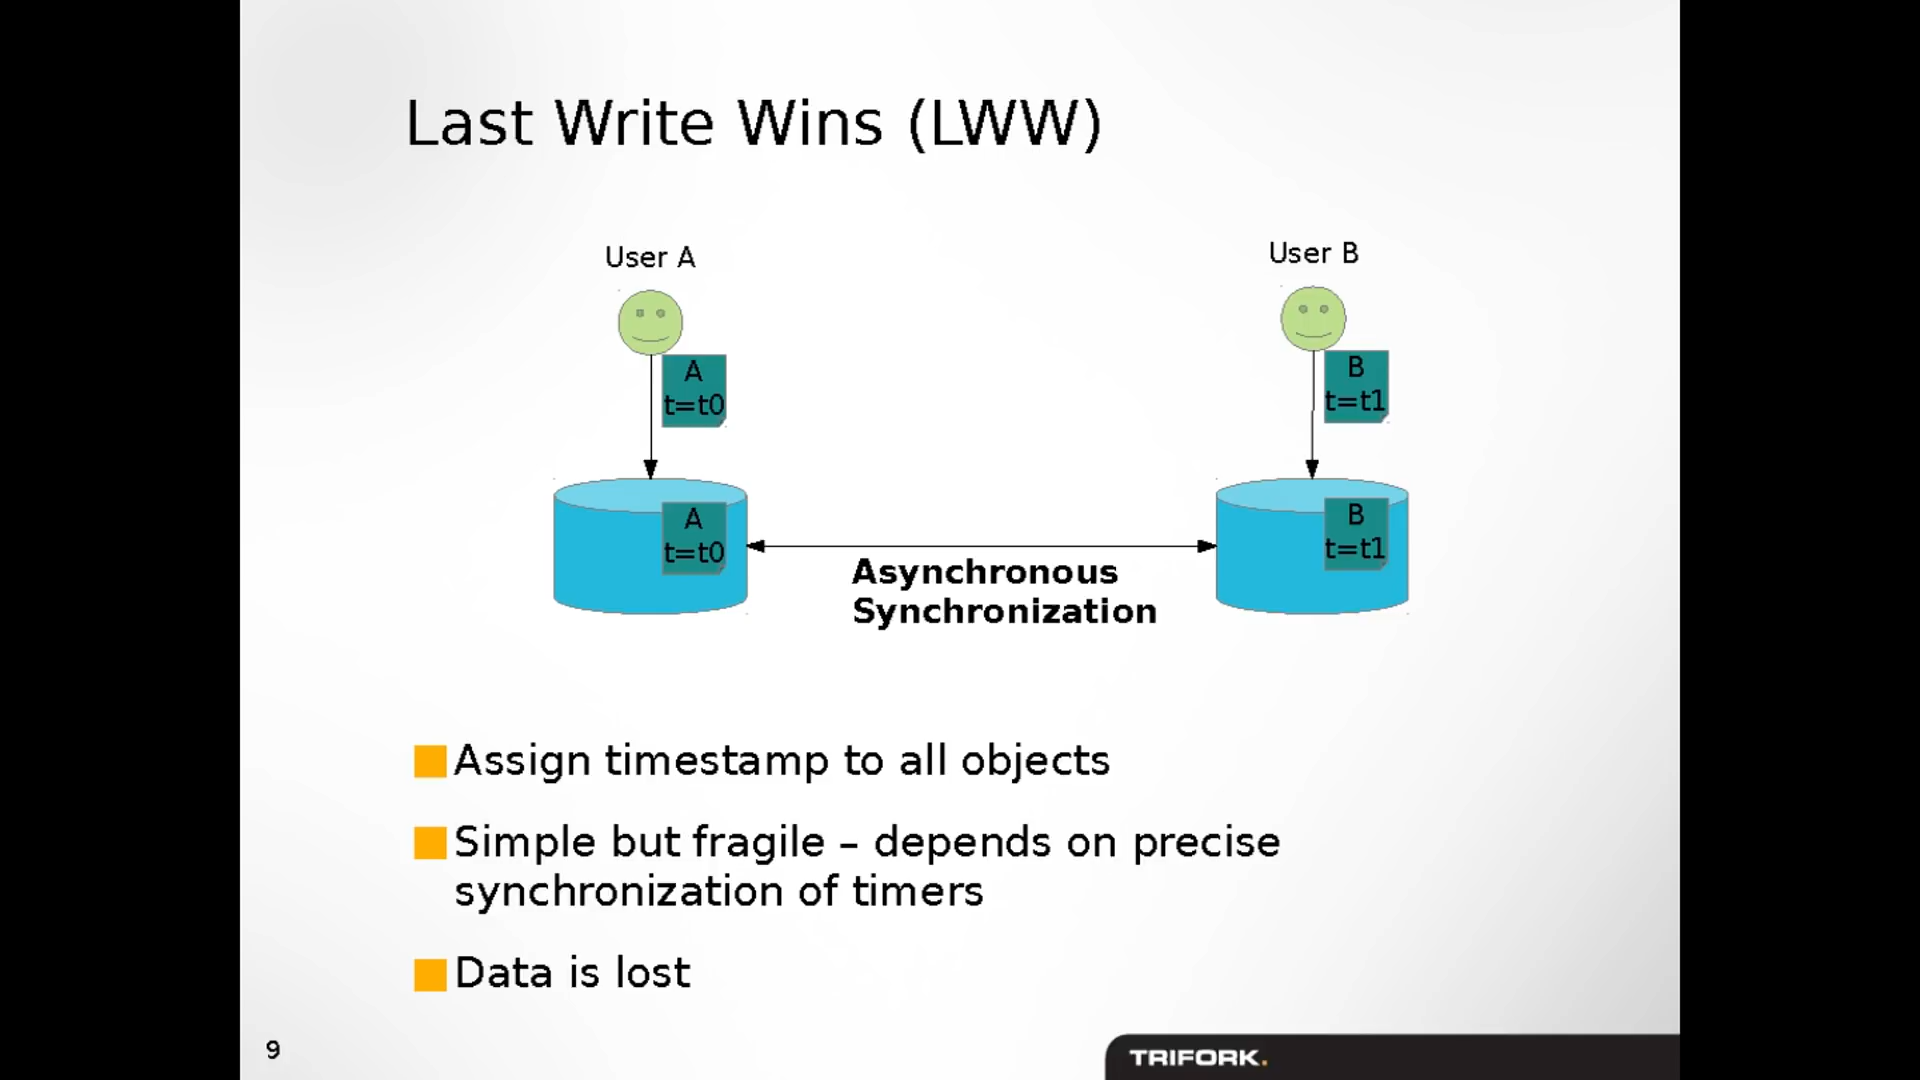 Last Write Wins (LWW)
User A
User B
A
t=t0
B
t=t1
A
t=t0
B
t=t1
Asynchronous
Synchronization
Assign timestamp to all objects
Simple but fragile – depends on precise
synchronization of timers
Data is lost
9
TRIFORK.